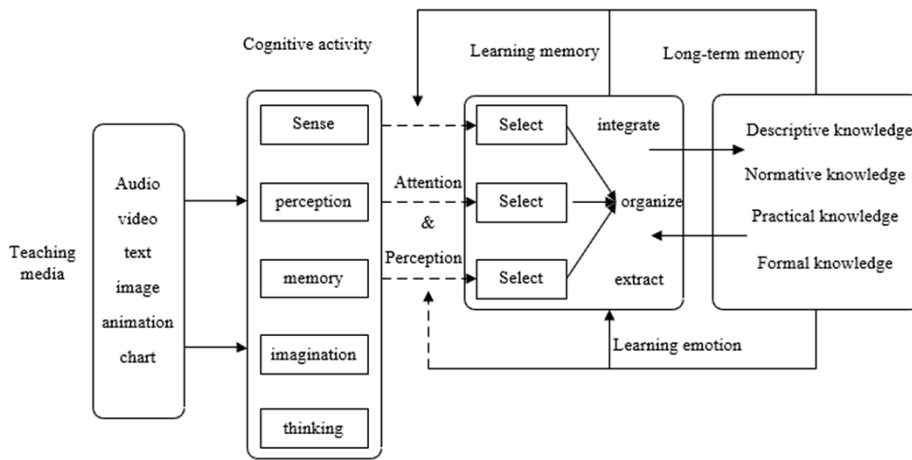 Teaching
media
Audio
video
text
image
animation
chart
Cognitive activity
Sense
perception
memory
imagination
thinking
Attention
&
Perception
Learning memory
Select
Select
Select
integrate
organize
extract
Learning emotion
Long-term memory
Descriptive knowledge
Normative knowledge
Practical knowledge
Formal knowledge